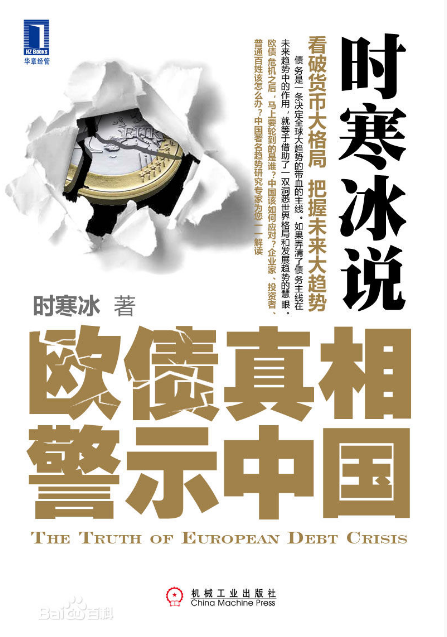 华章经管
时寒冰说
看破货币大格局 把握未来大趋势
债务是一条决定全球大趋势的带血的主线。如果弄清了债务主线在
未来趋势中的作用，就等于借助了一双洞悉世界格局和发展趋势的慧眼。
欧债危机之后，马上要轮到的是谁？中国该如何应对？企业家、投资者、
普通百姓该怎么办？中国著名趋势研究专家为您一一解读
时寒冰 著
欧债真相
警示中国
THE TRUTH OF EUROPEAN DEBT CRISIS
机械工业出版社
China Machine Press
Baidu百科